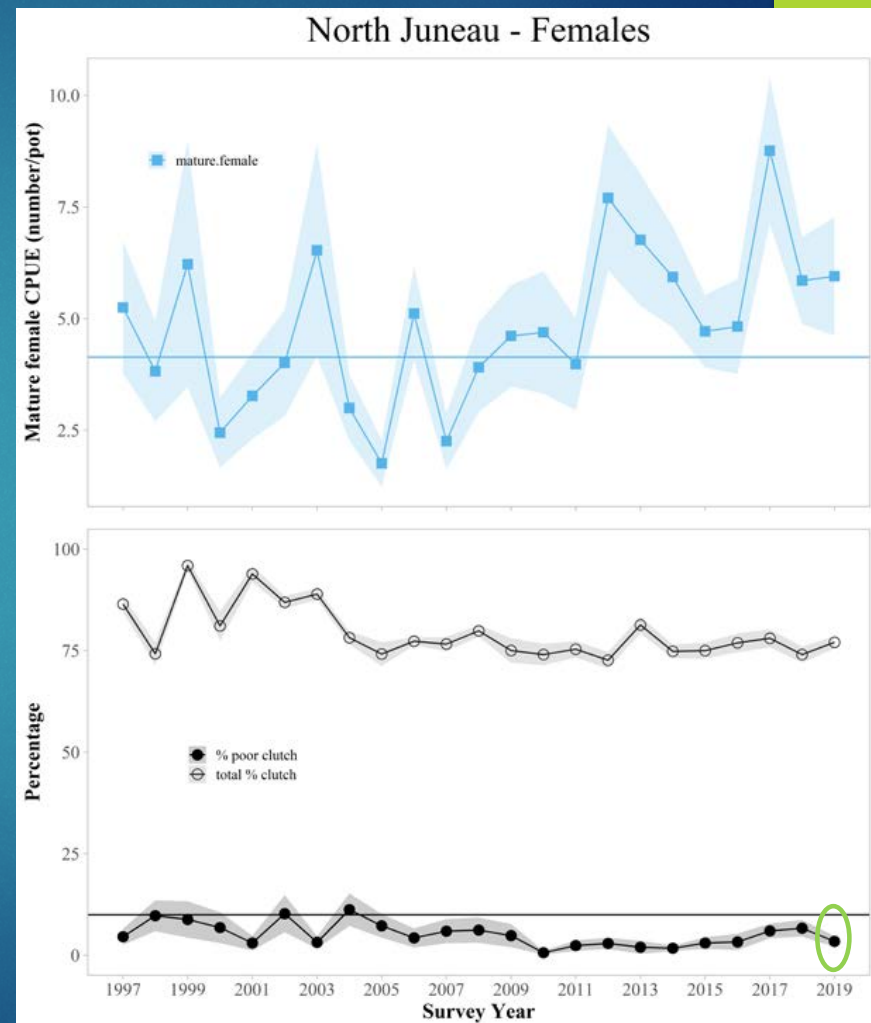 North Juneau - Females
Mature female CPUE (number/pot)
10.0
7.5
5.0
2.5
mature.female
Percentage
100
75
50
25
0
% poor clutch
total % clutch
1997 1999 2001 2003 2005 2007 2009 2011 2013 2015 2017 2019
Survey Year